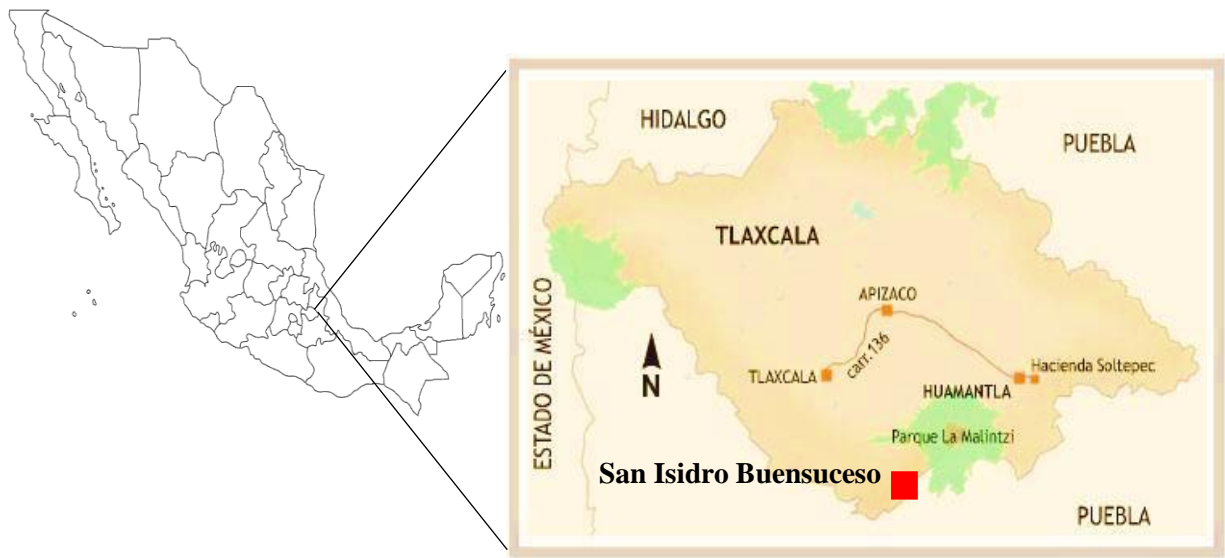 HIDALGO
PUEBLA
TLAXCALA
ESTADO DE MÉXICO
APIZACO
carr.136
N
TLAXCALA
Hacienda Soltepec
HUAMANTLA
Parque La Malintzi
San Isidro Buensuceso
PUEBLA